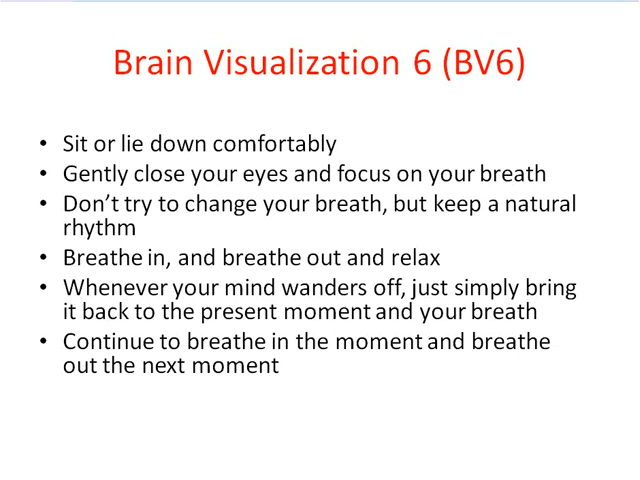 Brain Visualization 6 (BV6)
• Sit or lie down comfortably
• Gently close your eyes and focus on your breath
• Don’t try to change your breath, but keep a natural
rhythm
• Breathe in, and breathe out and relax
• Whenever your mind wanders off, just simply bring
it back to the present moment and your breath
• Continue to breathe in the moment and breathe
out the next moment